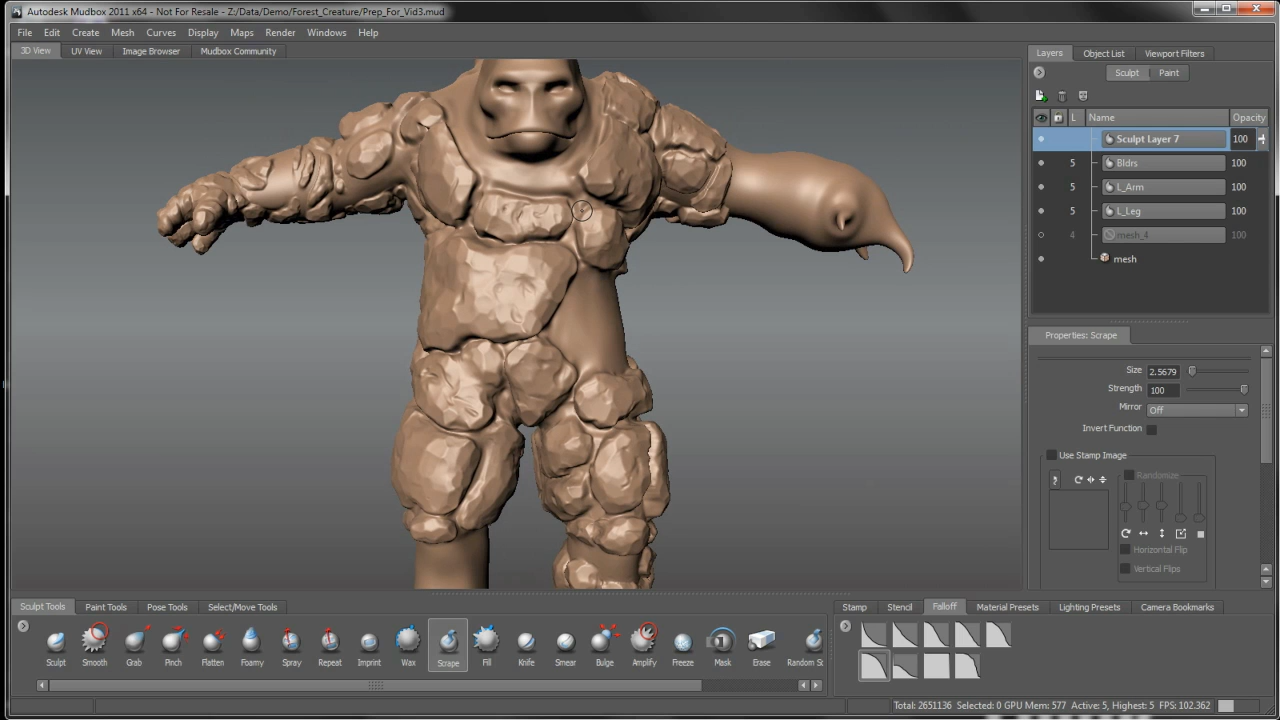 Autodesk Mudbox 2011 x64 - Not For Resale - Z:/Data/Demo/Forest_Creature/Prep_For_Vid3.mud
File Edit Create Mesh Curves Display Maps Render Windows Help
3D View UV View Image Browser Mudbox Community
Layers Object List Viewport Filters
Sculpt Paint
L Name Opacity
Sculpt Layer 7 100
5 Bldrs 100
5 L_Arm 100
5 L_Leg 100
4 mesh_4 100
mesh
Properties: Scrape
Size 2.5679
Strength 100
Mirror Off
Invert Function
Use Stamp Image
Randomize
Horizontal Flip
Vertical Flips
Sculpt Tools Paint Tools Pose Tools Select/Move Tools
Sculpt Smooth Grab Pinch Flatten Foamy Spray Repeat Imprint Wax Scrape Fill Knife Smear Bulge Amplify Freeze Mask Erase Random Sc
Stamp Stencil Falloff Material Presets Lighting Presets Camera Bookmarks
Total: 2651136 Selected: 0 GPU Mem: 577 Active: 5, Highest: 5 FPS: 102.362